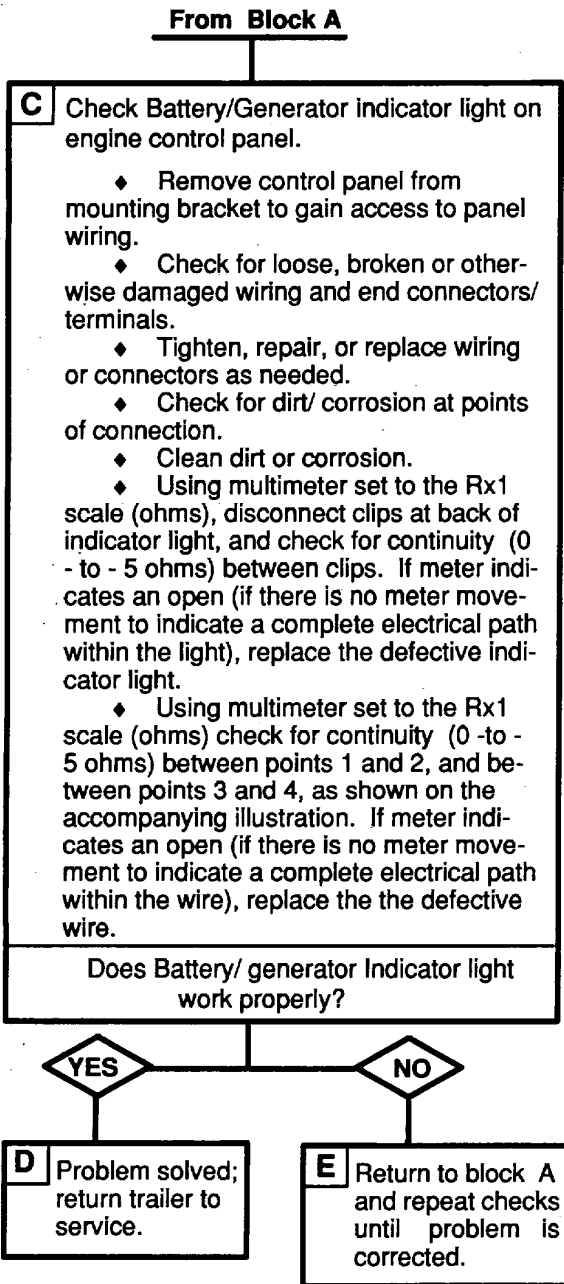 From Block A
C Check Battery/Generator indicator light on
engine control panel.
♦ Remove control panel from
mounting bracket to gain access to panel
wiring.
♦ Check for loose, broken or other-
wise damaged wiring and end connectors/
terminals.
♦ Tighten, repair, or replace wiring
or connectors as needed.
♦ Check for dirt/ corrosion at points
of connection.
♦ Clean dirt or corrosion.
♦ Using multimeter set to the Rx1
scale (ohms), disconnect clips at back of
indicator light, and check for continuity (0
- to - 5 ohms) between clips. If meter indi-
cates an open (if there is no meter move-
ment to indicate a complete electrical path
within the light), replace the defective indi-
cator light.
♦ Using multimeter set to the Rx1
scale (ohms) check for continuity (0 -to -
5 ohms) between points 1 and 2, and be-
tween points 3 and 4, as shown on the
accompanying illustration. If meter indi-
cates an open (if there is no meter move-
ment to indicate a complete electrical path
within the wire), replace the the defective
wire.
Does Battery/ generator Indicator light
work properly?
YES
NO
D Problem solved;
return trailer to
service.
E Return to block A
and repeat checks
until problem is
corrected.